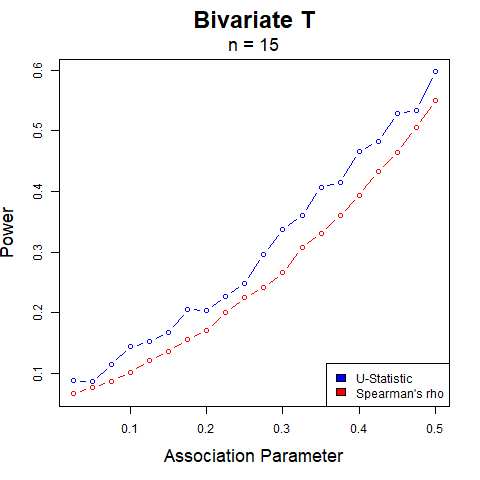 Bivariate T
n = 15
Power
0.6
0.5
0.4
0.3
0.2
0.1
0.1
0.2
0.3
0.4
0.5
Association Parameter
U-Statistic
Spearman's rho